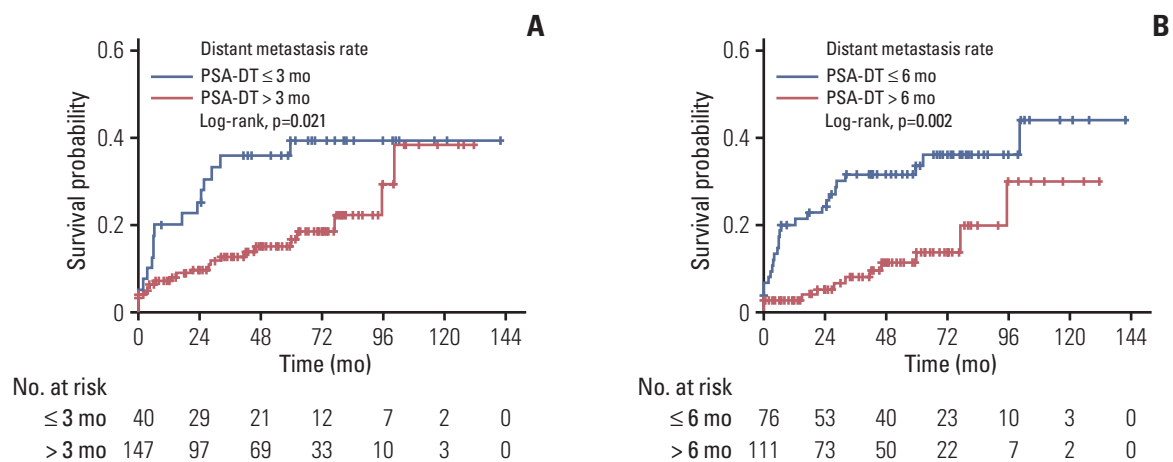 A
0.6
Distant metastasis rate
PSA-DT ≤ 3 mo
PSA-DT > 3 mo
Log-rank, p=0.021
0.4
0.2
0
Survival probability
0 24 48 72 96 120 144
Time (mo)
No. at risk
≤ 3 mo 40 29 21 12 7 2 0
> 3 mo 147 97 69 33 10 3 0
B
0.6
Distant metastasis rate
PSA-DT ≤ 6 mo
PSA-DT > 6 mo
Log-rank, p=0.002
0.4
0.2
0
Survival probability
0 24 48 72 96 120 144
Time (mo)
No. at risk
≤ 6 mo 76 53 40 23 10 3 0
> 6 mo 111 73 50 22 7 2 0